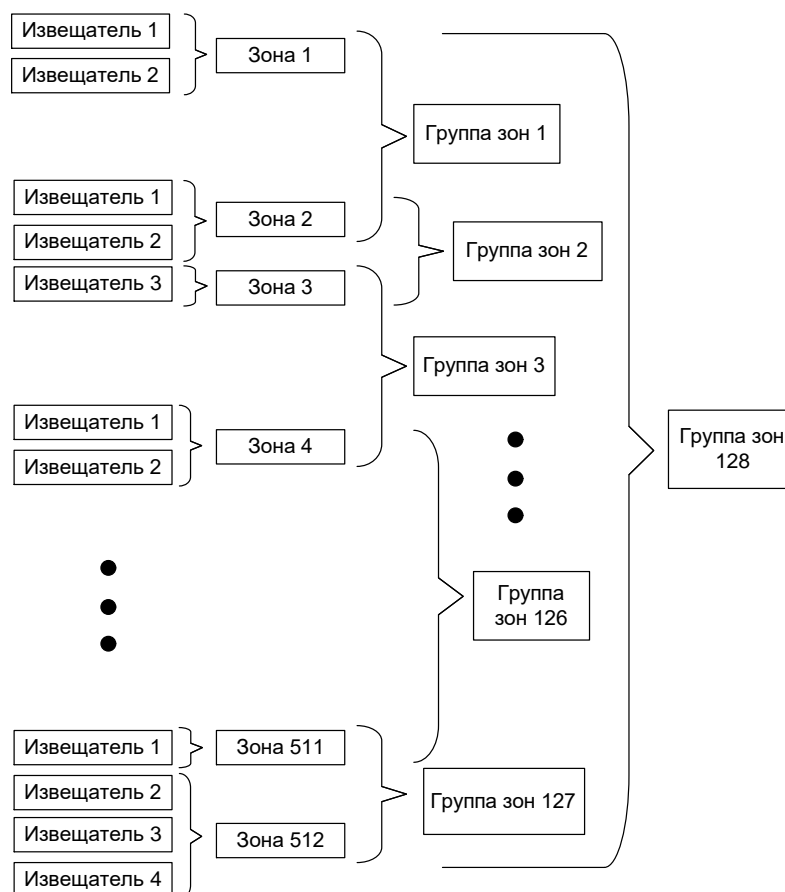 Извещатель 1
Извещатель 2
Зона 1
Группа зон 1
Извещатель 1
Извещатель 2
Зона 2
Группа зон 2
Извещатель 3
Зона 3
Группа зон 3
Извещатель 1
Извещатель 2
Зона 4
Группа зон
128
Группа
зон 126
Извещатель 1
Зона 511
Группа зон 127
Извещатель 2
Извещатель 3
Зона 512
Извещатель 4